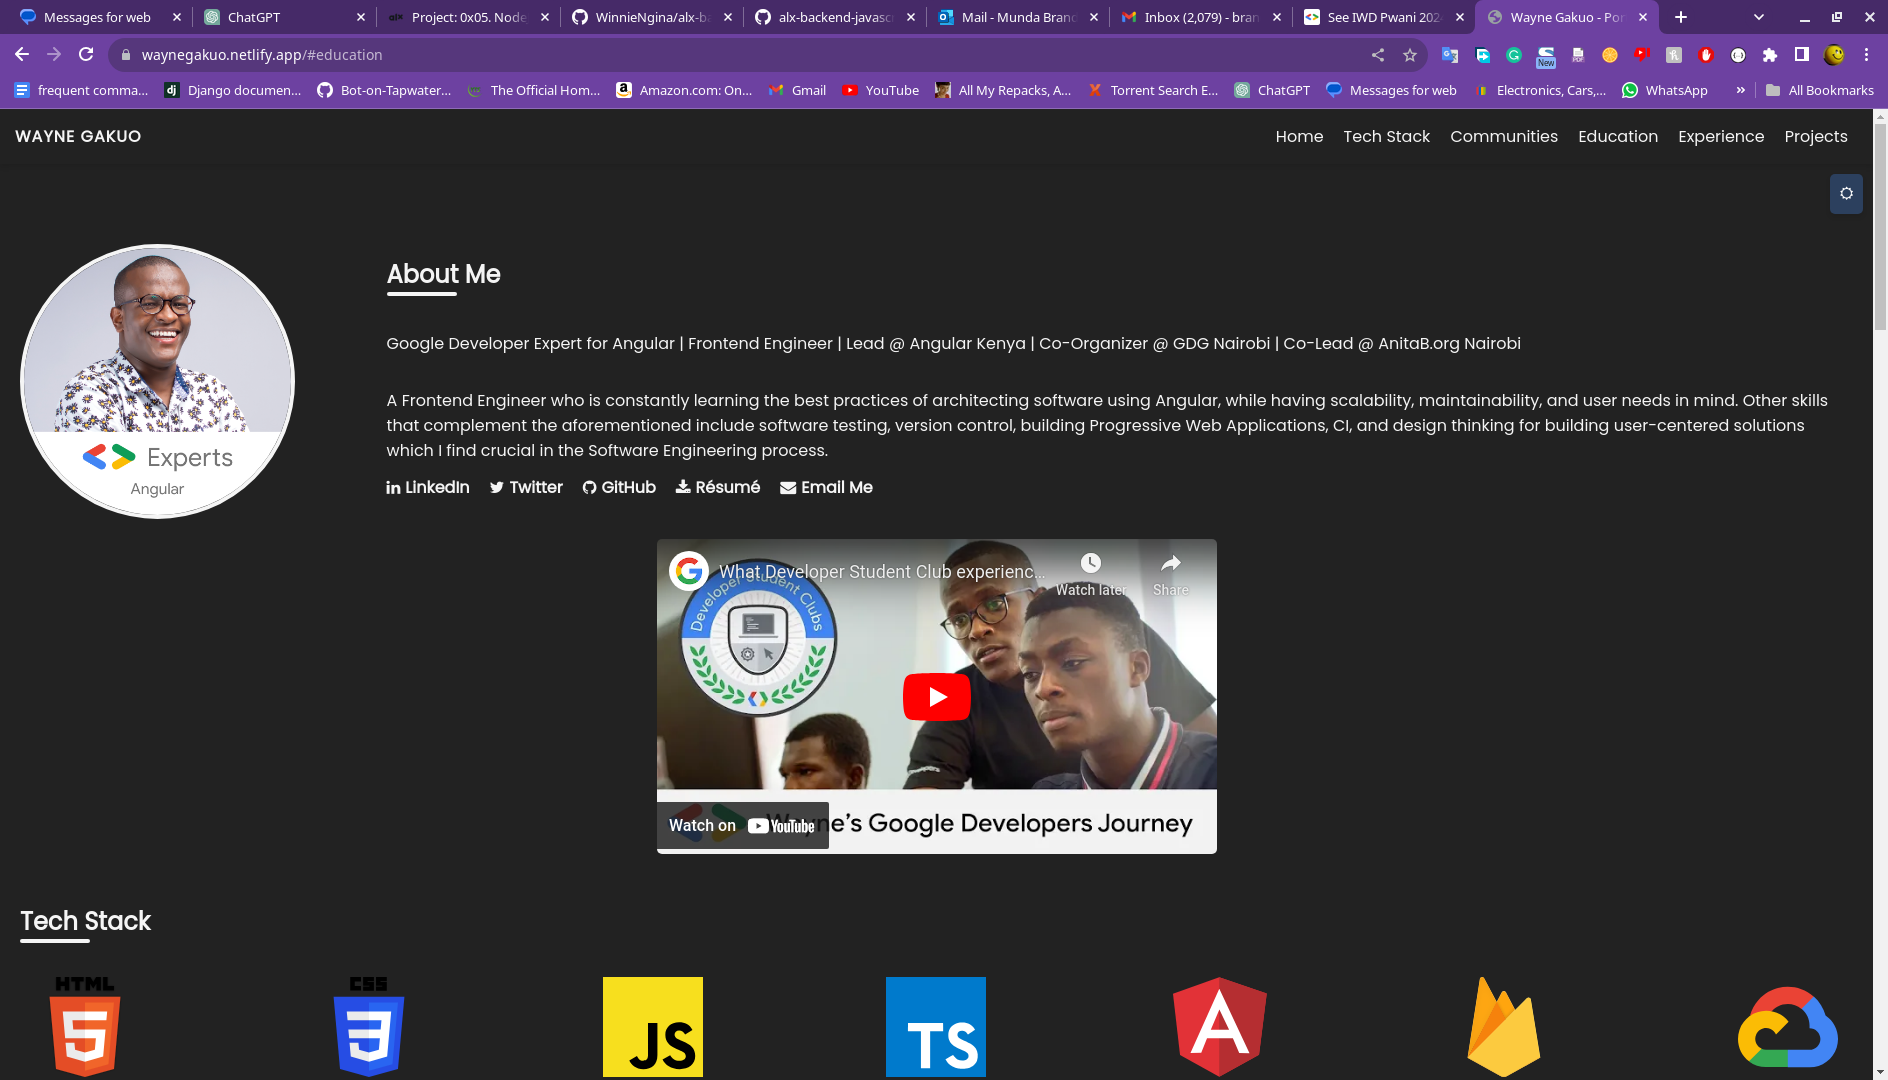 Messages for web
ChatGPT
Project: 0x05. Node
WinnieNgina/alx-ba
alx-backend-javascr
Mail - Munda Brand
Inbox (2,079) - bran
See IWD Pwani 202
Wayne Gakuo - Por
waynegakuo.netlify.app/#education
New
frequent comma...
Django documen...
Bot-on-Tapwater...
The Official Hom...
Amazon.com: On...
Gmail
YouTube
All My Repacks, A...
Torrent Search E...
ChatGPT
Messages for web
Electronics, Cars,...
WhatsApp
»
All Bookmarks
WAYNE GAKUO
Home
Tech Stack
Communities
Education
Experience
Projects
Experts
Angular
About Me
Google Developer Expert for Angular | Frontend Engineer | Lead @ Angular Kenya | Co-Organizer @ GDG Nairobi | Co-Lead @ AnitaB.org Nairobi
A Frontend Engineer who is constantly learning the best practices of architecting software using Angular, while having scalability, maintainability, and user needs in mind. Other skills
that complement the aforementioned include software testing, version control, building Progressive Web Applications, CI, and design thinking for building user-centered solutions
which I find crucial in the Software Engineering process.
LinkedIn
Twitter
GitHub
Résumé
Email Me
What Developer Student Club experienc...
Watch later
Share
Developer Student Clubs
Watch on YouTube
Wayne's Google Developers Journey
Tech Stack
HTML
5
CSS
3
JS
TS
A